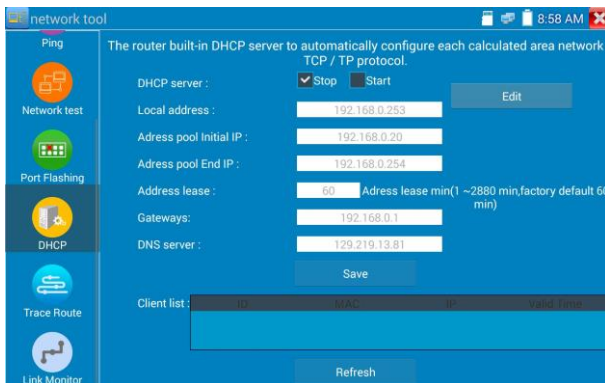 network tool
8:58 AM
Ping
Network test
Port Flashing
DHCP
Trace Route
Link Monitor
The router built-in DHCP server to automatically configure each calculated area network
TCP / TP protocol.
DHCP server :
Stop
Start
Edit
Local address :
192.168.0.253
Adress pool Initial IP :
192.168.0.20
Adress pool End IP :
192.168.0.254
Address lease :
60
Adress lease min(1 ~2880 min,factory default 60
min)
Gateways:
192.168.0.1
DNS server :
129.219.13.81
Save
Client list :
ID
MAC
IP
Valid Time
Refresh